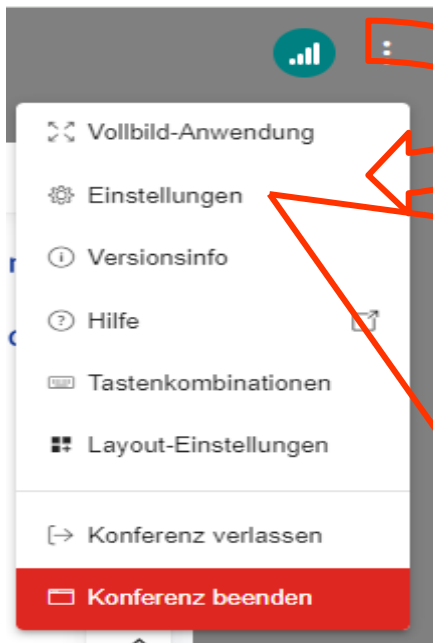 Vollbild-Anwendung
Einstellungen
Versionsinfo
Hilfe
Tastenkombinationen
Layout-Einstellungen
Konferenz verlassen
Konferenz beenden